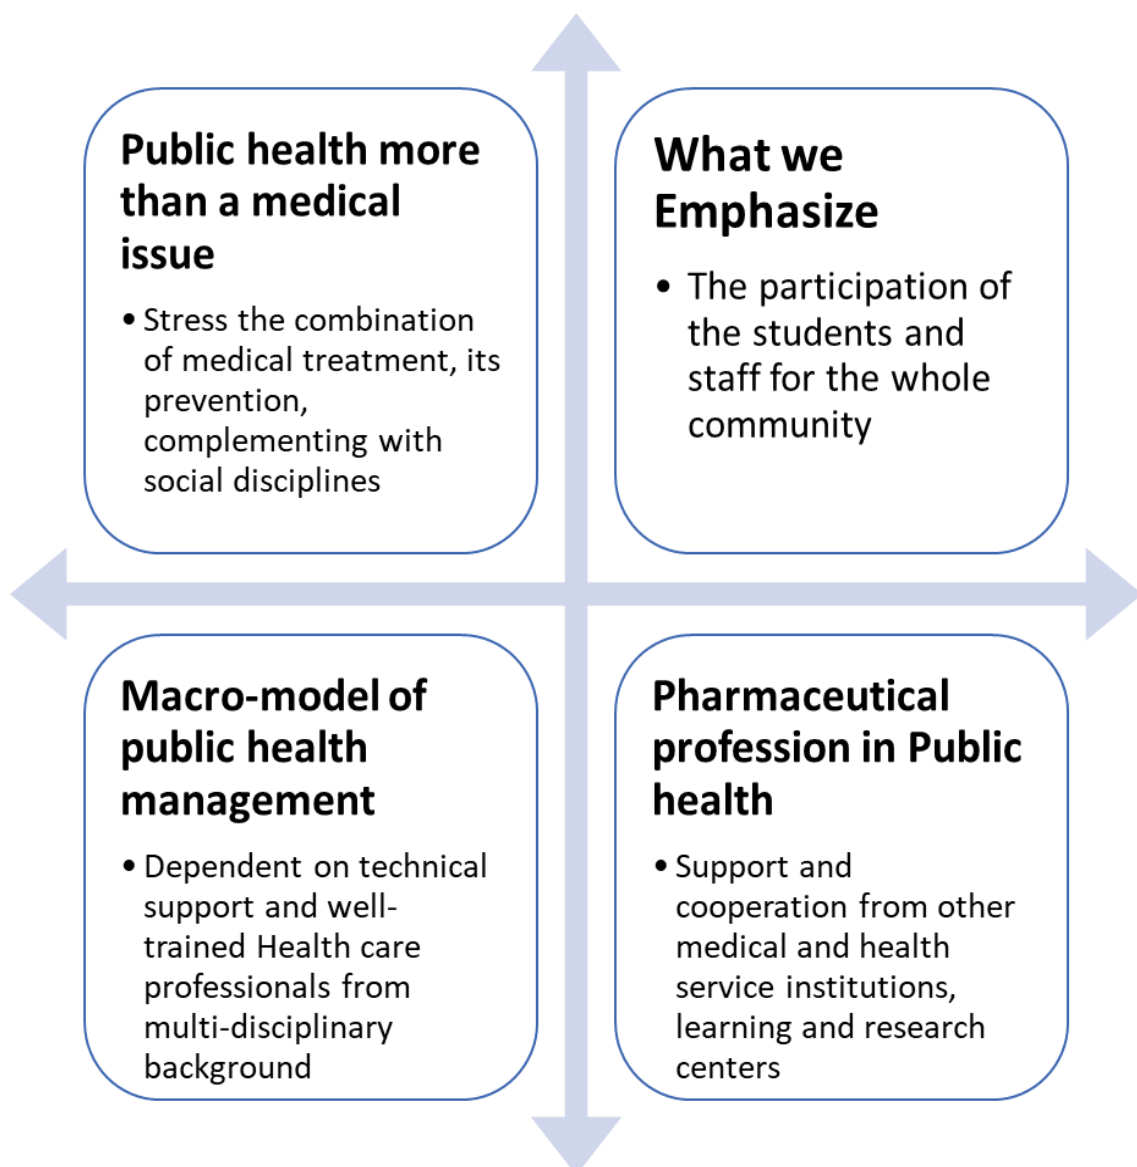 Public health more
than a medical
issue
• Stress the combination
of medical treatment, its
prevention,
complementing with
social disciplines
What we
Emphasize
• The participation of
the students and
staff for the whole
community
Macro-model of
public health
management
• Dependent on technical
support and well-
trained Health care
professionals from
multi-disciplinary
background
Pharmaceutical
profession in Public
health
• Support and
cooperation from other
medical and health
service institutions,
learning and research
centers